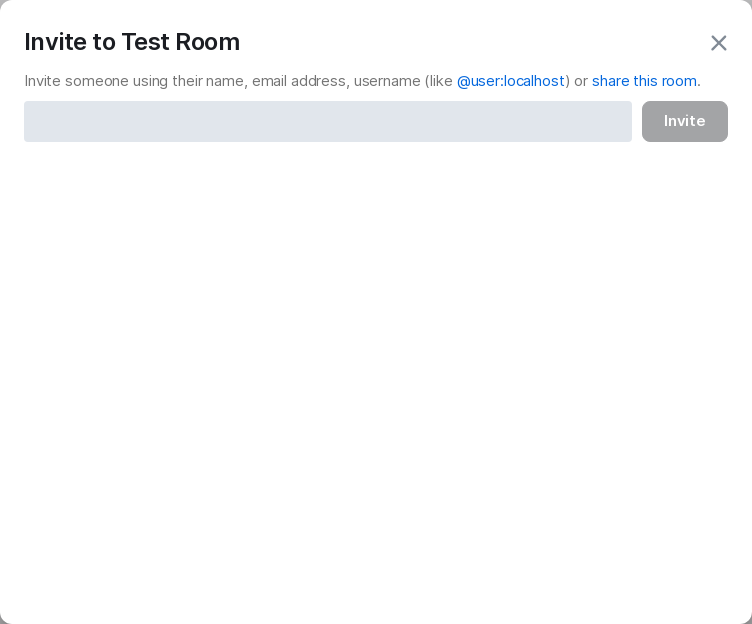 Invite to Test Room
Invite someone using their name, email address, username (like @user:localhost) or share this room.
Invite